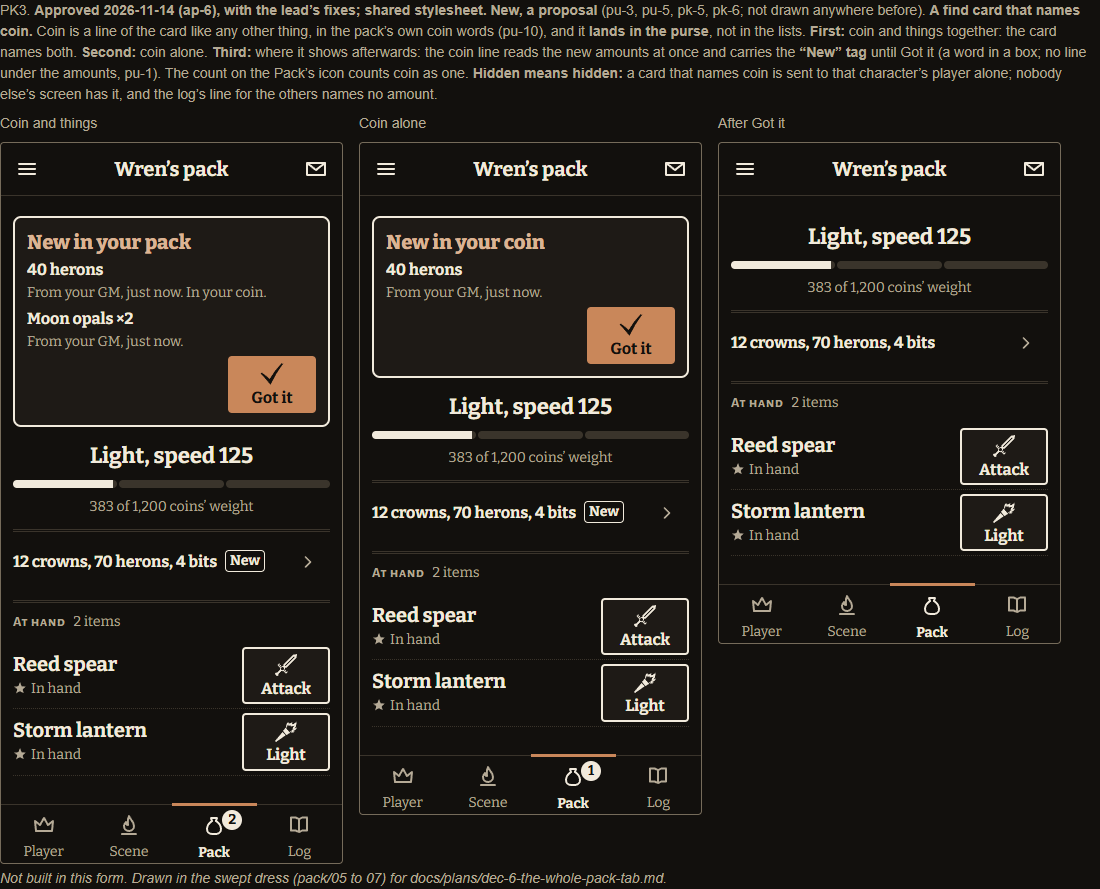 PK3. Approved 2026-11-14 (ap-6), with the lead's fixes; shared stylesheet. New, a proposal (pu-3, pu-5, pk-5, pk-6; not drawn anywhere before). A find card that names
coin. Coin is a line of the card like any other thing, in the pack's own coin words (pu-10), and it lands in the purse, not in the lists. First: coin and things together: the card
names both. Second: coin alone. Third: where it shows afterwards: the coin line reads the new amounts at once and carries the “New” tag until Got it (a word in a box; no line
under the amounts, pu-1). The count on the Pack's icon counts coin as one. Hidden means hidden: a card that names coin is sent to that character's player alone; nobody
else's screen has it, and the log's line for the others names no amount.
Coin and things
Wren’s pack
New in your pack
40 herons
From your GM, just now. In your coin.
Moon opals ×2
From your GM, just now.
Got it
Light, speed 125
383 of 1,200 coins’ weight
12 crowns, 70 herons, 4 bits New
AT HAND 2 items
Reed spear
★ In hand
Attack
Storm lantern
★ In hand
Light
Player
Scene
2
Pack
Log
Coin alone
Wren’s pack
New in your coin
40 herons
From your GM, just now.
Got it
Light, speed 125
383 of 1,200 coins’ weight
12 crowns, 70 herons, 4 bits New
AT HAND 2 items
Reed spear
★ In hand
Attack
Storm lantern
★ In hand
Light
Player
Scene
1
Pack
Log
After Got it
Wren’s pack
Light, speed 125
383 of 1,200 coins’ weight
12 crowns, 70 herons, 4 bits
AT HAND 2 items
Reed spear
★ In hand
Attack
Storm lantern
★ In hand
Light
Player
Scene
Pack
Log
Not built in this form. Drawn in the swept dress (pack/05 to 07) for docs/plans/dec-6-the-whole-pack-tab.md.